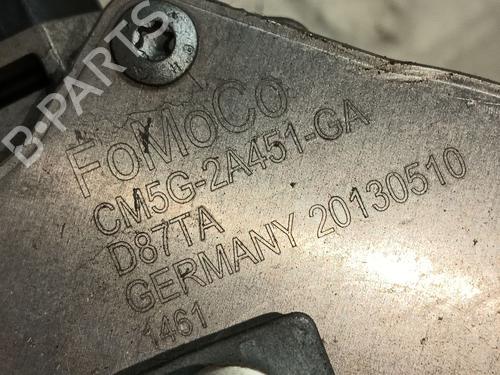 B-PARTS
FoMoCo
CM5G-2A451-GA
D87TA
GERMANY 20130510
1461